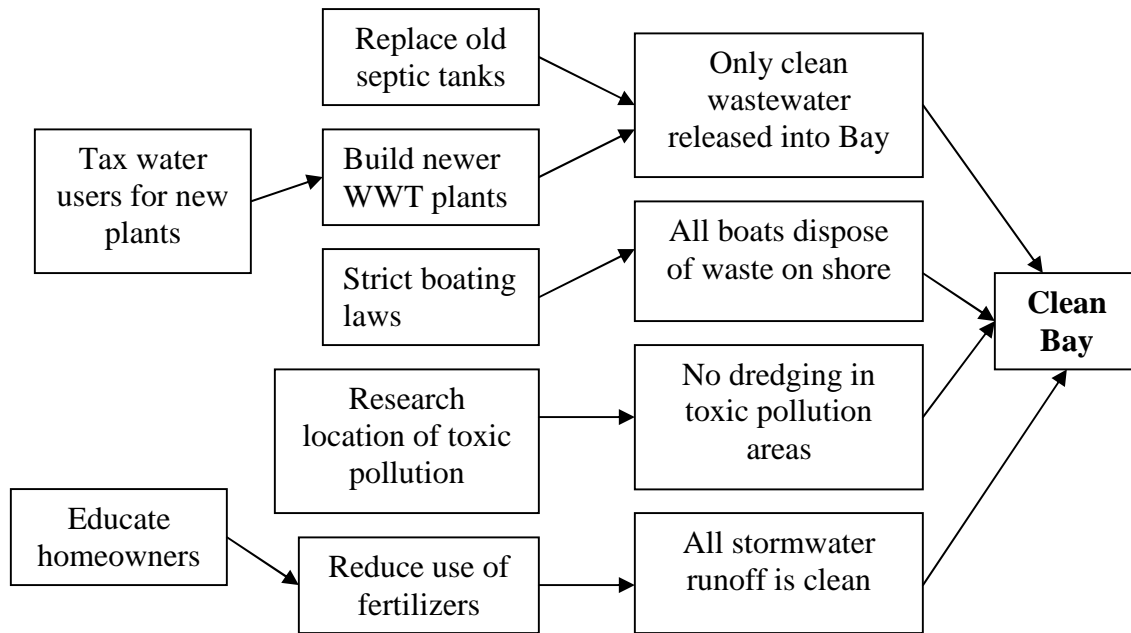 Replace old
septic tanks
Only clean
wastewater
released into Bay
Tax water
users for new
plants
Build newer
WWT plants
All boats dispose
of waste on shore
Strict boating
laws
Clean
Bay
Research
location of toxic
pollution
No dredging in
toxic pollution
areas
Educate
homeowners
Reduce use of
fertilizers
All stormwater
runoff is clean